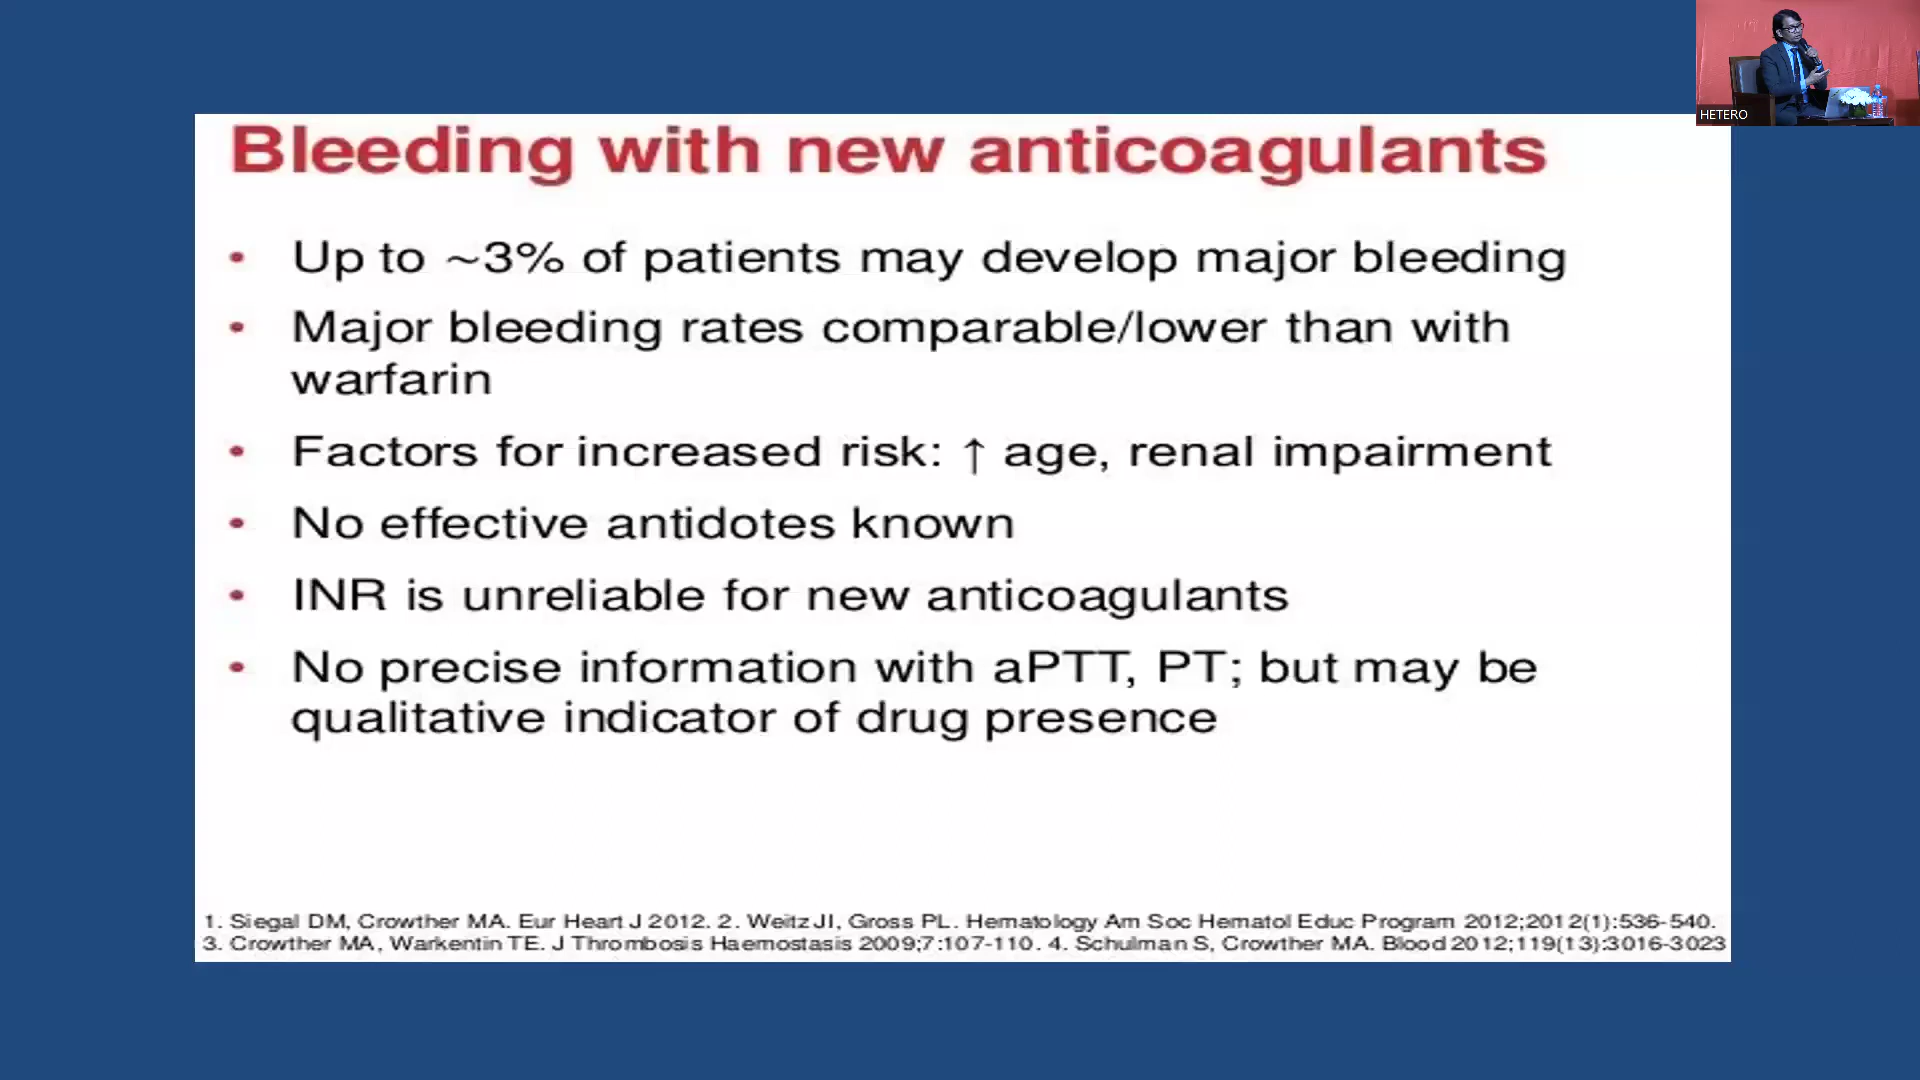 HETERO
Bleeding with new anticoagulants
• Up to ~3% of patients may develop major bleeding
• Major bleeding rates comparable/lower than with
warfarin
• Factors for increased risk: ↑ age, renal impairment
• No effective antidotes known
• INR is unreliable for new anticoagulants
• No precise information with aPTT, PT; but may be
qualitative indicator of drug presence
1. Siegal DM, Crowther MA. Eur Heart J 2012. 2. Weitz JI, Gross PL. Hematology Am Soc Hematol Educ Program 2012;2012(1):536-540.
3. Crowther MA, Warkentin TE. J Thrombosis Haemostasis 2009;7:107-110. 4. Schulman S, Crowther MA. Blood 2012;119(13):3016-3023